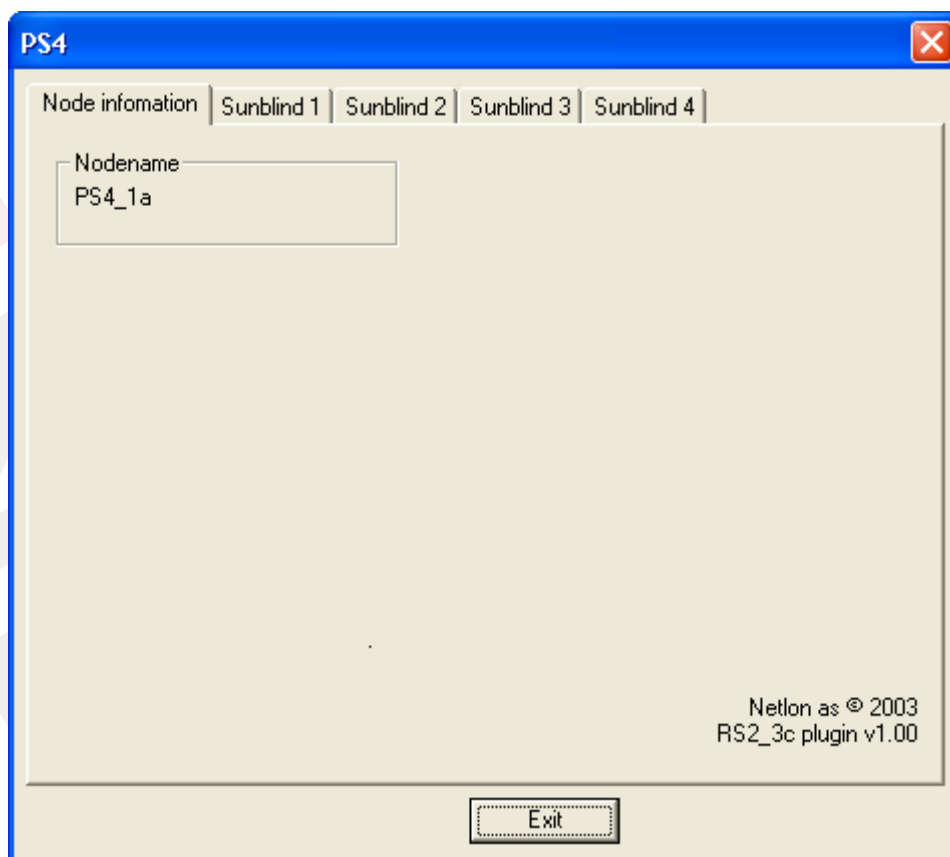 PS4
Node infomation
Sunblind 1
Sunblind 2
Sunblind 3
Sunblind 4
Nodename
PS4_1a
Netlon as © 2003
RS2_3c plugin v1.00
Exit